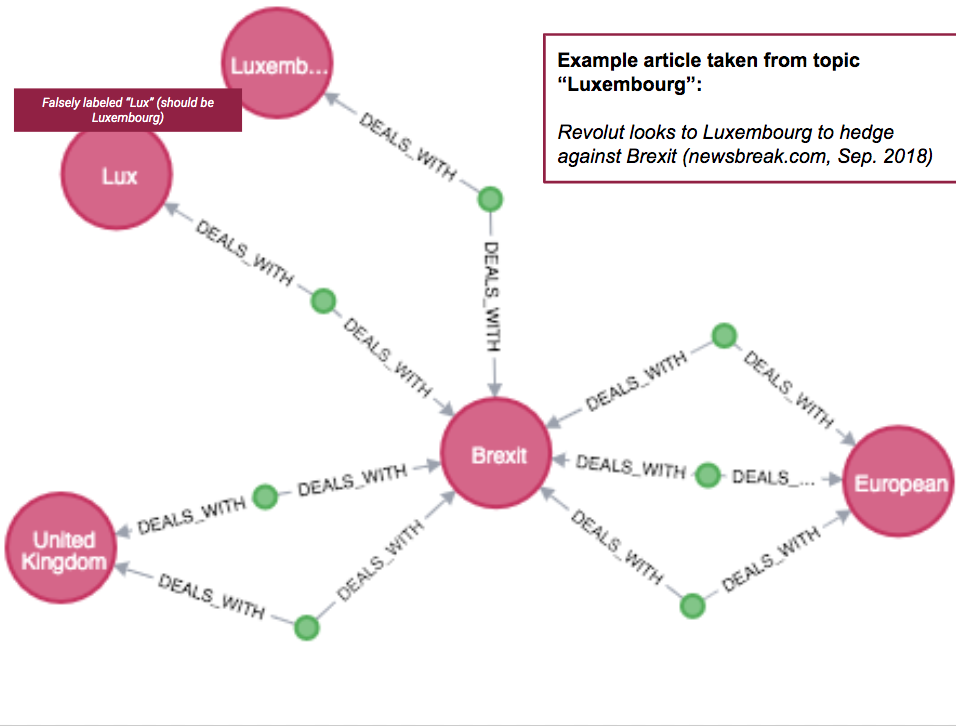 Luxemb...
Example article taken from topic
“Luxembourg”:
Revolut looks to Luxembourg to hedge
against Brexit (newsbreak.com, Sep. 2018)
Falsely labeled "Lux" (should be
Luxembourg)
Lux
DEALS_WITH
DEALS_WITH
DEALS_WITH
DEALS_WITH
DEALS_WITH
DEALS_WITH
Brexit
DEALS_WITH
DEALS_...
European
DEALS_WITH
DEALS_WITH
United
Kingdom
DEALS_WITH
DEALS_WITH
DEALS_WITH
DEALS_WITH